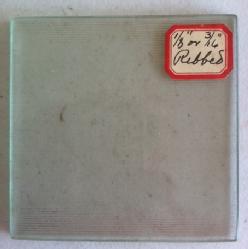 1/8" or 3/16"
Ribbed